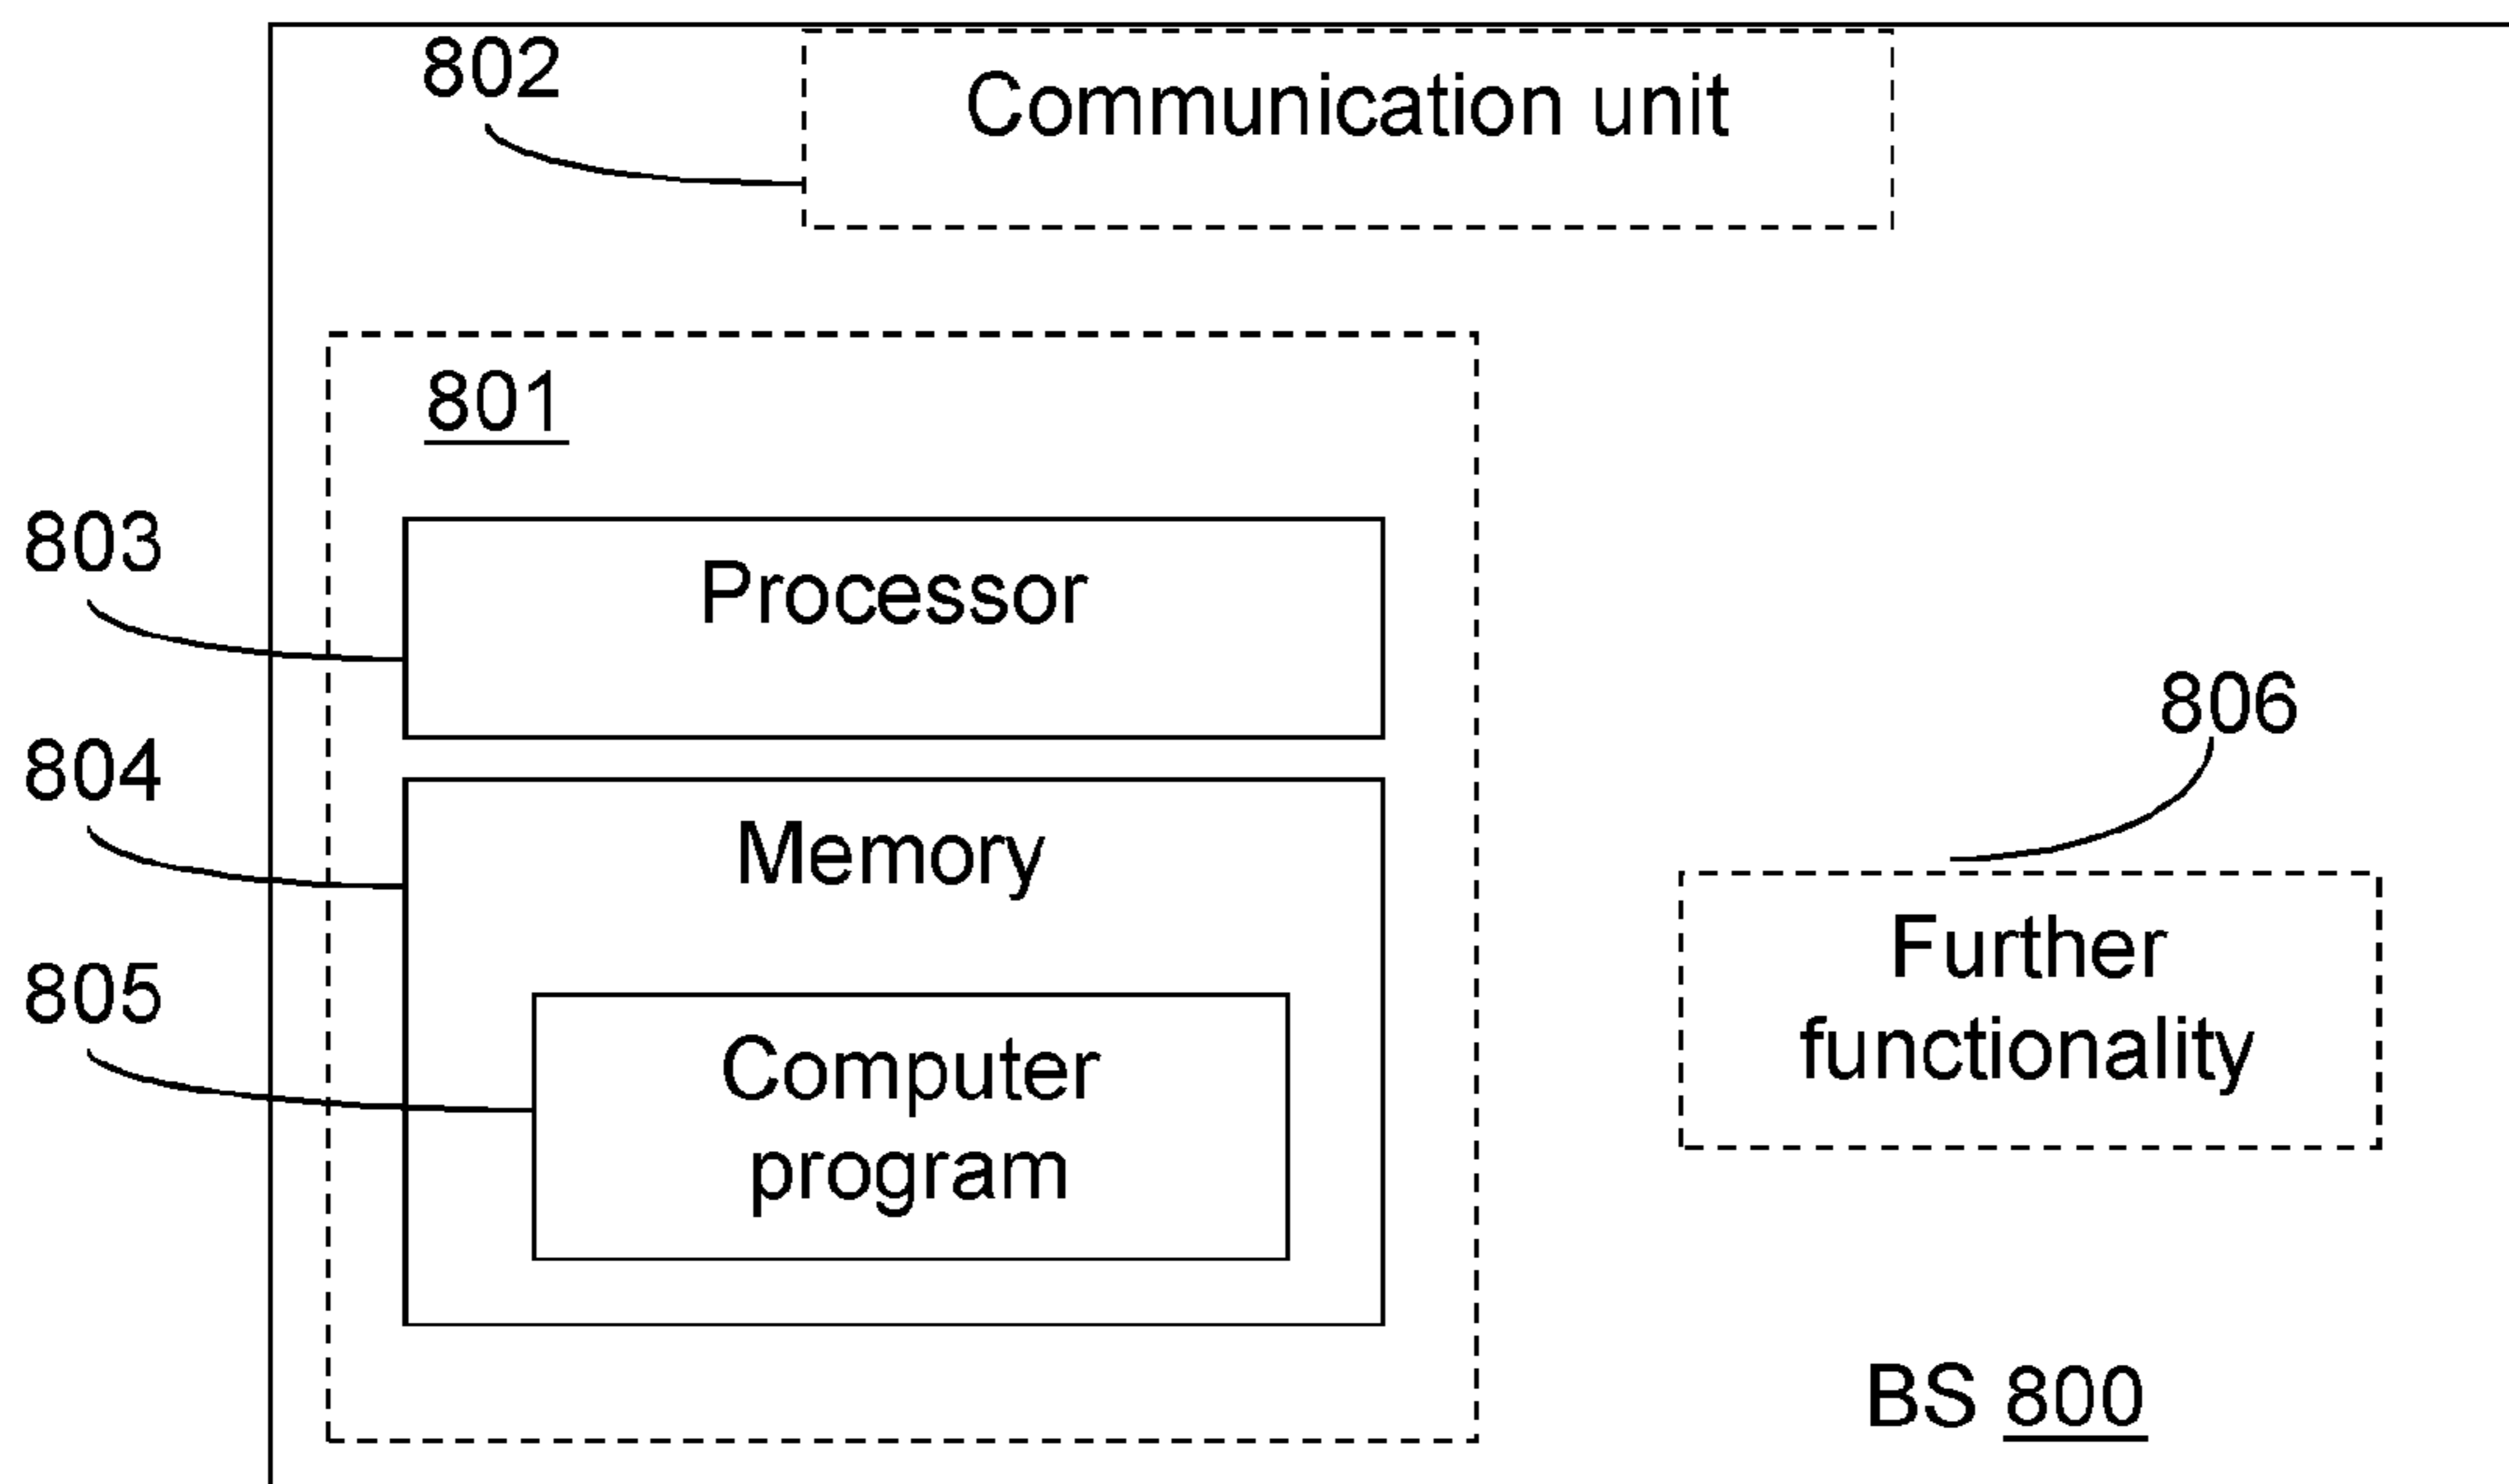 802
Communication unit
801
803
Processor
804
Memory
805
Computer
program
806
Further
functionality
BS 800